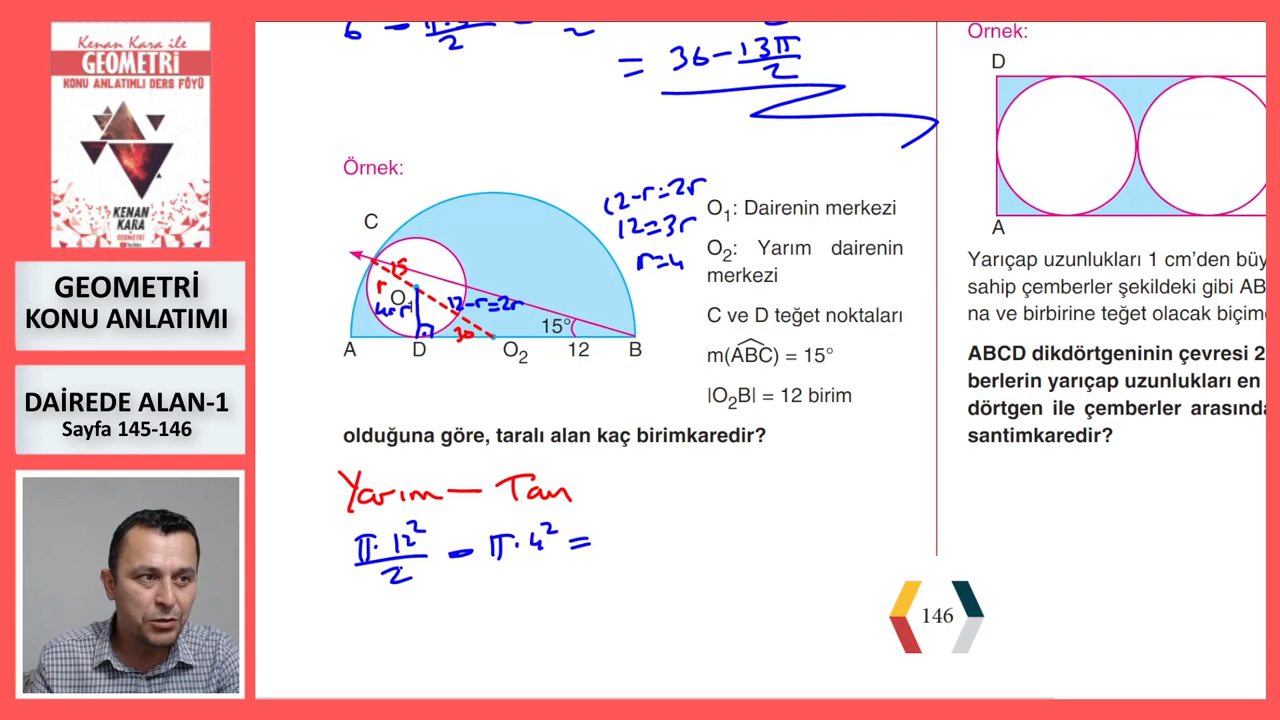 Kenan Kara ile
GEOMETRİ
KONU ANLATIMLI DERS FÖYÜ
KENAN
KARA
GEOMETRİ
GEOMETRİ
KONU ANLATIMI
DAİREDE ALAN-1
Sayfa 145-146
= 36 - 13π/2
Örnek:
C
A
D
O₂
12
B
O₁
15°
15
r
30
12-r=2r
12-r=2r
12=3r
r=4
O₁: Dairenin merkezi
O₂: Yarım dairenin
merkezi
C ve D teğet noktaları
m(ABC) = 15°
|O₂B| = 12 birim
olduğuna göre, taralı alan kaç birimkaredir?
Yarım — Tam
π·12²/2 - π·4² =
146
Örnek:
D
A
Yarıçap uzunlukları 1 cm'den büy
sahip çemberler şekildeki gibi AB
na ve birbirine teğet olacak biçim
ABCD dikdörtgeninin çevresi 2
berlerin yarıçap uzunlukları en
dörtgen ile çemberler arasında
santimkaredir?